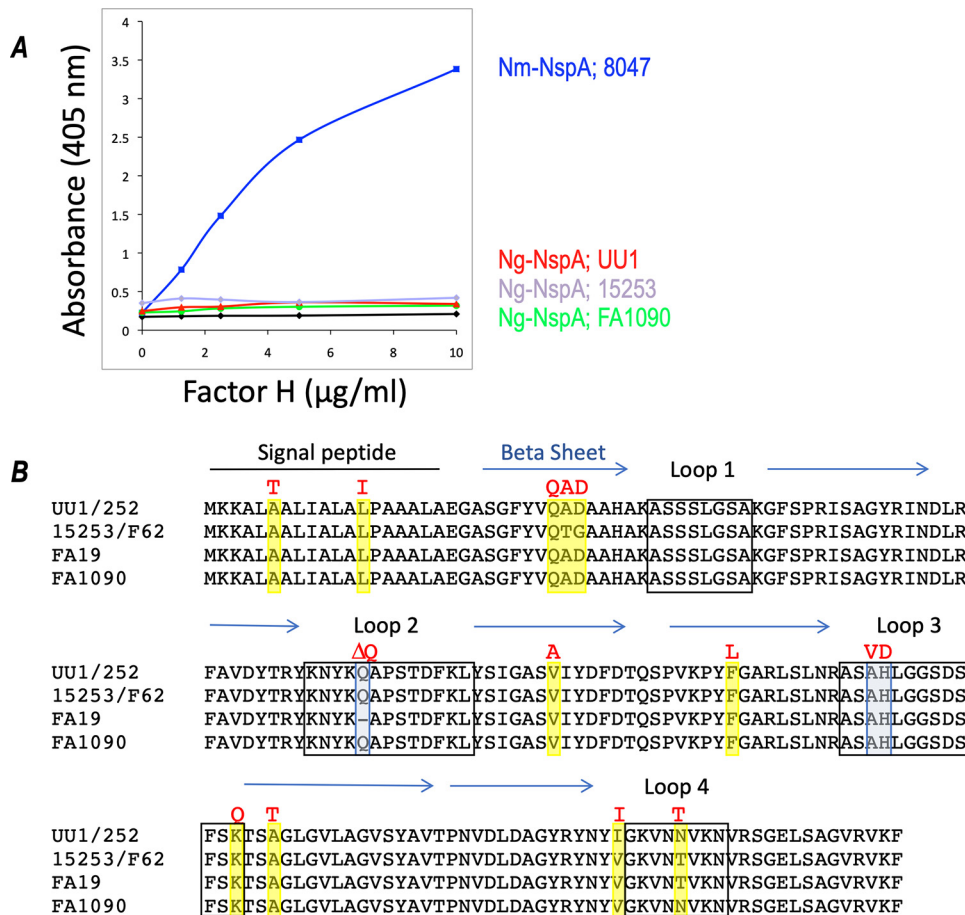 A
Absorbance (405 nm)
4
3.5
3
2.5
2
1.5
1
0.5
0
0 2 4 6 8 10
Factor H (µg/ml)
Nm-NspA; 8047
Ng-NspA; UU1
Ng-NspA; 15253
Ng-NspA; FA1090
B
Signal peptide Beta Sheet Loop 1
T I QAD
UU1/252 MKKALAALIALALPAAALAEGASGFYVQADAAHAKASSSLGSAKGFSPRISAGYRINDLR
15253/F62 MKKALAALIALALPAAALAEGASGFYVQTGAAHAKASSSLGSAKGFSPRISAGYRINDLR
FA19 MKKALAALIALALPAAALAEGASGFYVQADAAHAKASSSLGSAKGFSPRISAGYRINDLR
FA1090 MKKALAALIALALPAAALAEGASGFYVQADAAHAKASSSLGSAKGFSPRISAGYRINDLR
Loop 2 Loop 3
ΔQ A L VD
UU1/252 FAVDYTRYKNYKQAPSTDFKLYSIGASVIYDFDTQSPVKPYFGARLSLNRASAHLGGSDS
15253/F62 FAVDYTRYKNYKQAPSTDFKLYSIGASVIYDFDTQSPVKPYFGARLSLNRASAHLGGSDS
FA19 FAVDYTRYKNYK–APSTDFKLYSIGASVIYDFDTQSPVKPYFGARLSLNRASAHLGGSDS
FA1090 FAVDYTRYKNYKQAPSTDFKLYSIGASVIYDFDTQSPVKPYFGARLSLNRASAHLGGSDS
Loop 4
Q T I T
UU1/252 FSKTSAGLGVLAGVSYAVTPNVDLDAGYRYNYIGKVNNVKNVRSGELSAGVRVKF
15253/F62 FSKTSAGLGVLAGVSYAVTPNVDLDAGYRYNYVGKVNTVKNVRSGELSAGVRVKF
FA19 FSKTSAGLGVLAGVSYAVTPNVDLDAGYRYNYVGKVNTVKNVRSGELSAGVRVKF
FA1090 FSKTSAGLGVLAGVSYAVTPNVDLDAGYRYNYVGKVNNVKNVRSGELSAGVRVKF